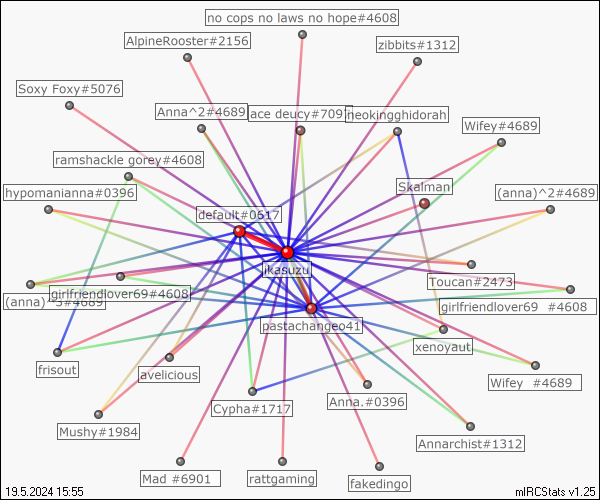 no cops no laws no hope#4608
AlpineRooster#2156
zibbits#1312
Soxy Foxy#5076
Anna^2#4689
ace deucy#7097
neokingghidorah
Wifey#4689
ramshackle gorey#4608
Skalman
hypomanianna#0396
(anna)^2#4689
default#0617
ikasuzu
Toucan#2473
girlfriendlover69#4608
(anna)^3#4689
girlfriendlover69 #4608
pastachangeo41
xenoyaut
frisout
avelicious
Wifey #4689
Cypha#1717
Anna.#0396
Mushy#1984
Annarchist#1312
Mad #6901
rattgaming
fakedingo
19.5.2024 15:55
mIRCStats v1.25